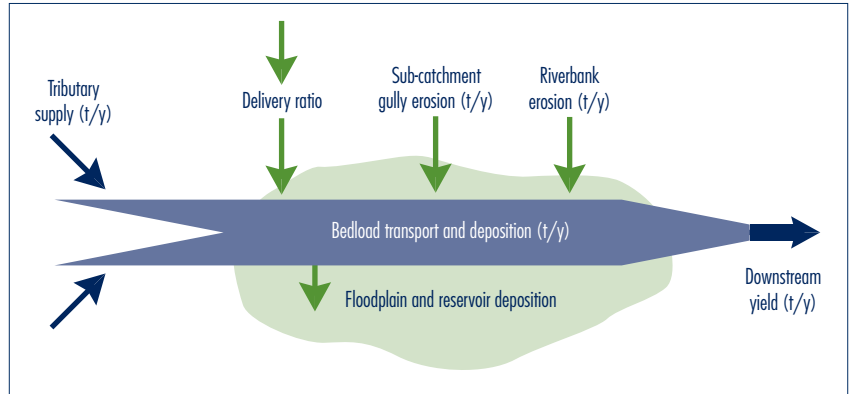 Tributary
supply (t/y)
Delivery ratio
Sub-catchment
gully erosion (t/y)
Riverbank
erosion (t/y)
Bedload transport and deposition (t/y)
Floodplain and reservoir deposition
Downstream
yield (t/y)